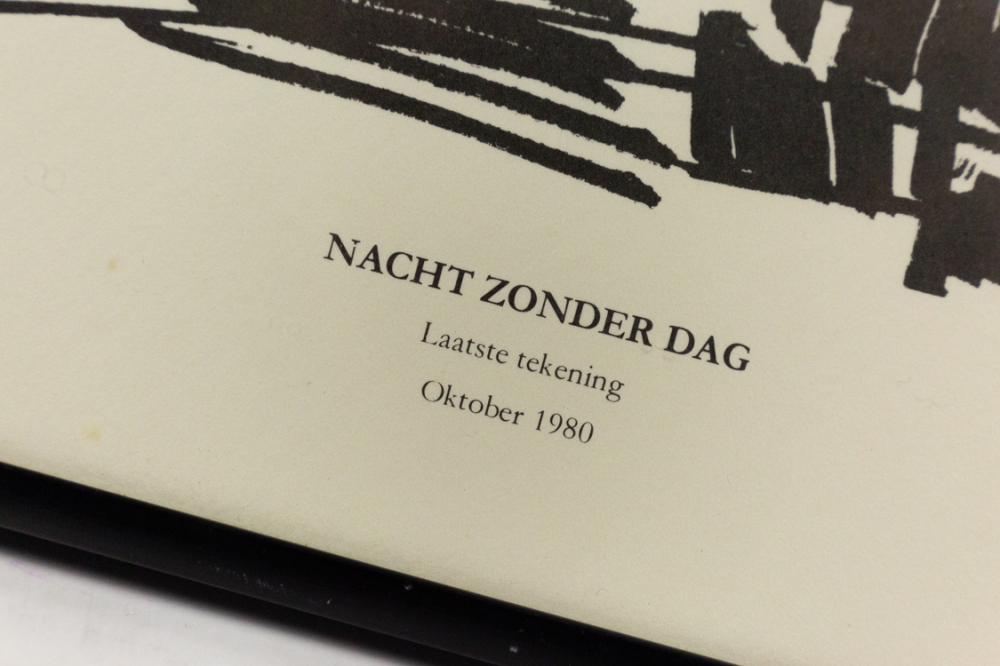 NACHT ZONDER DAG
Laatste tekening
Oktober 1980